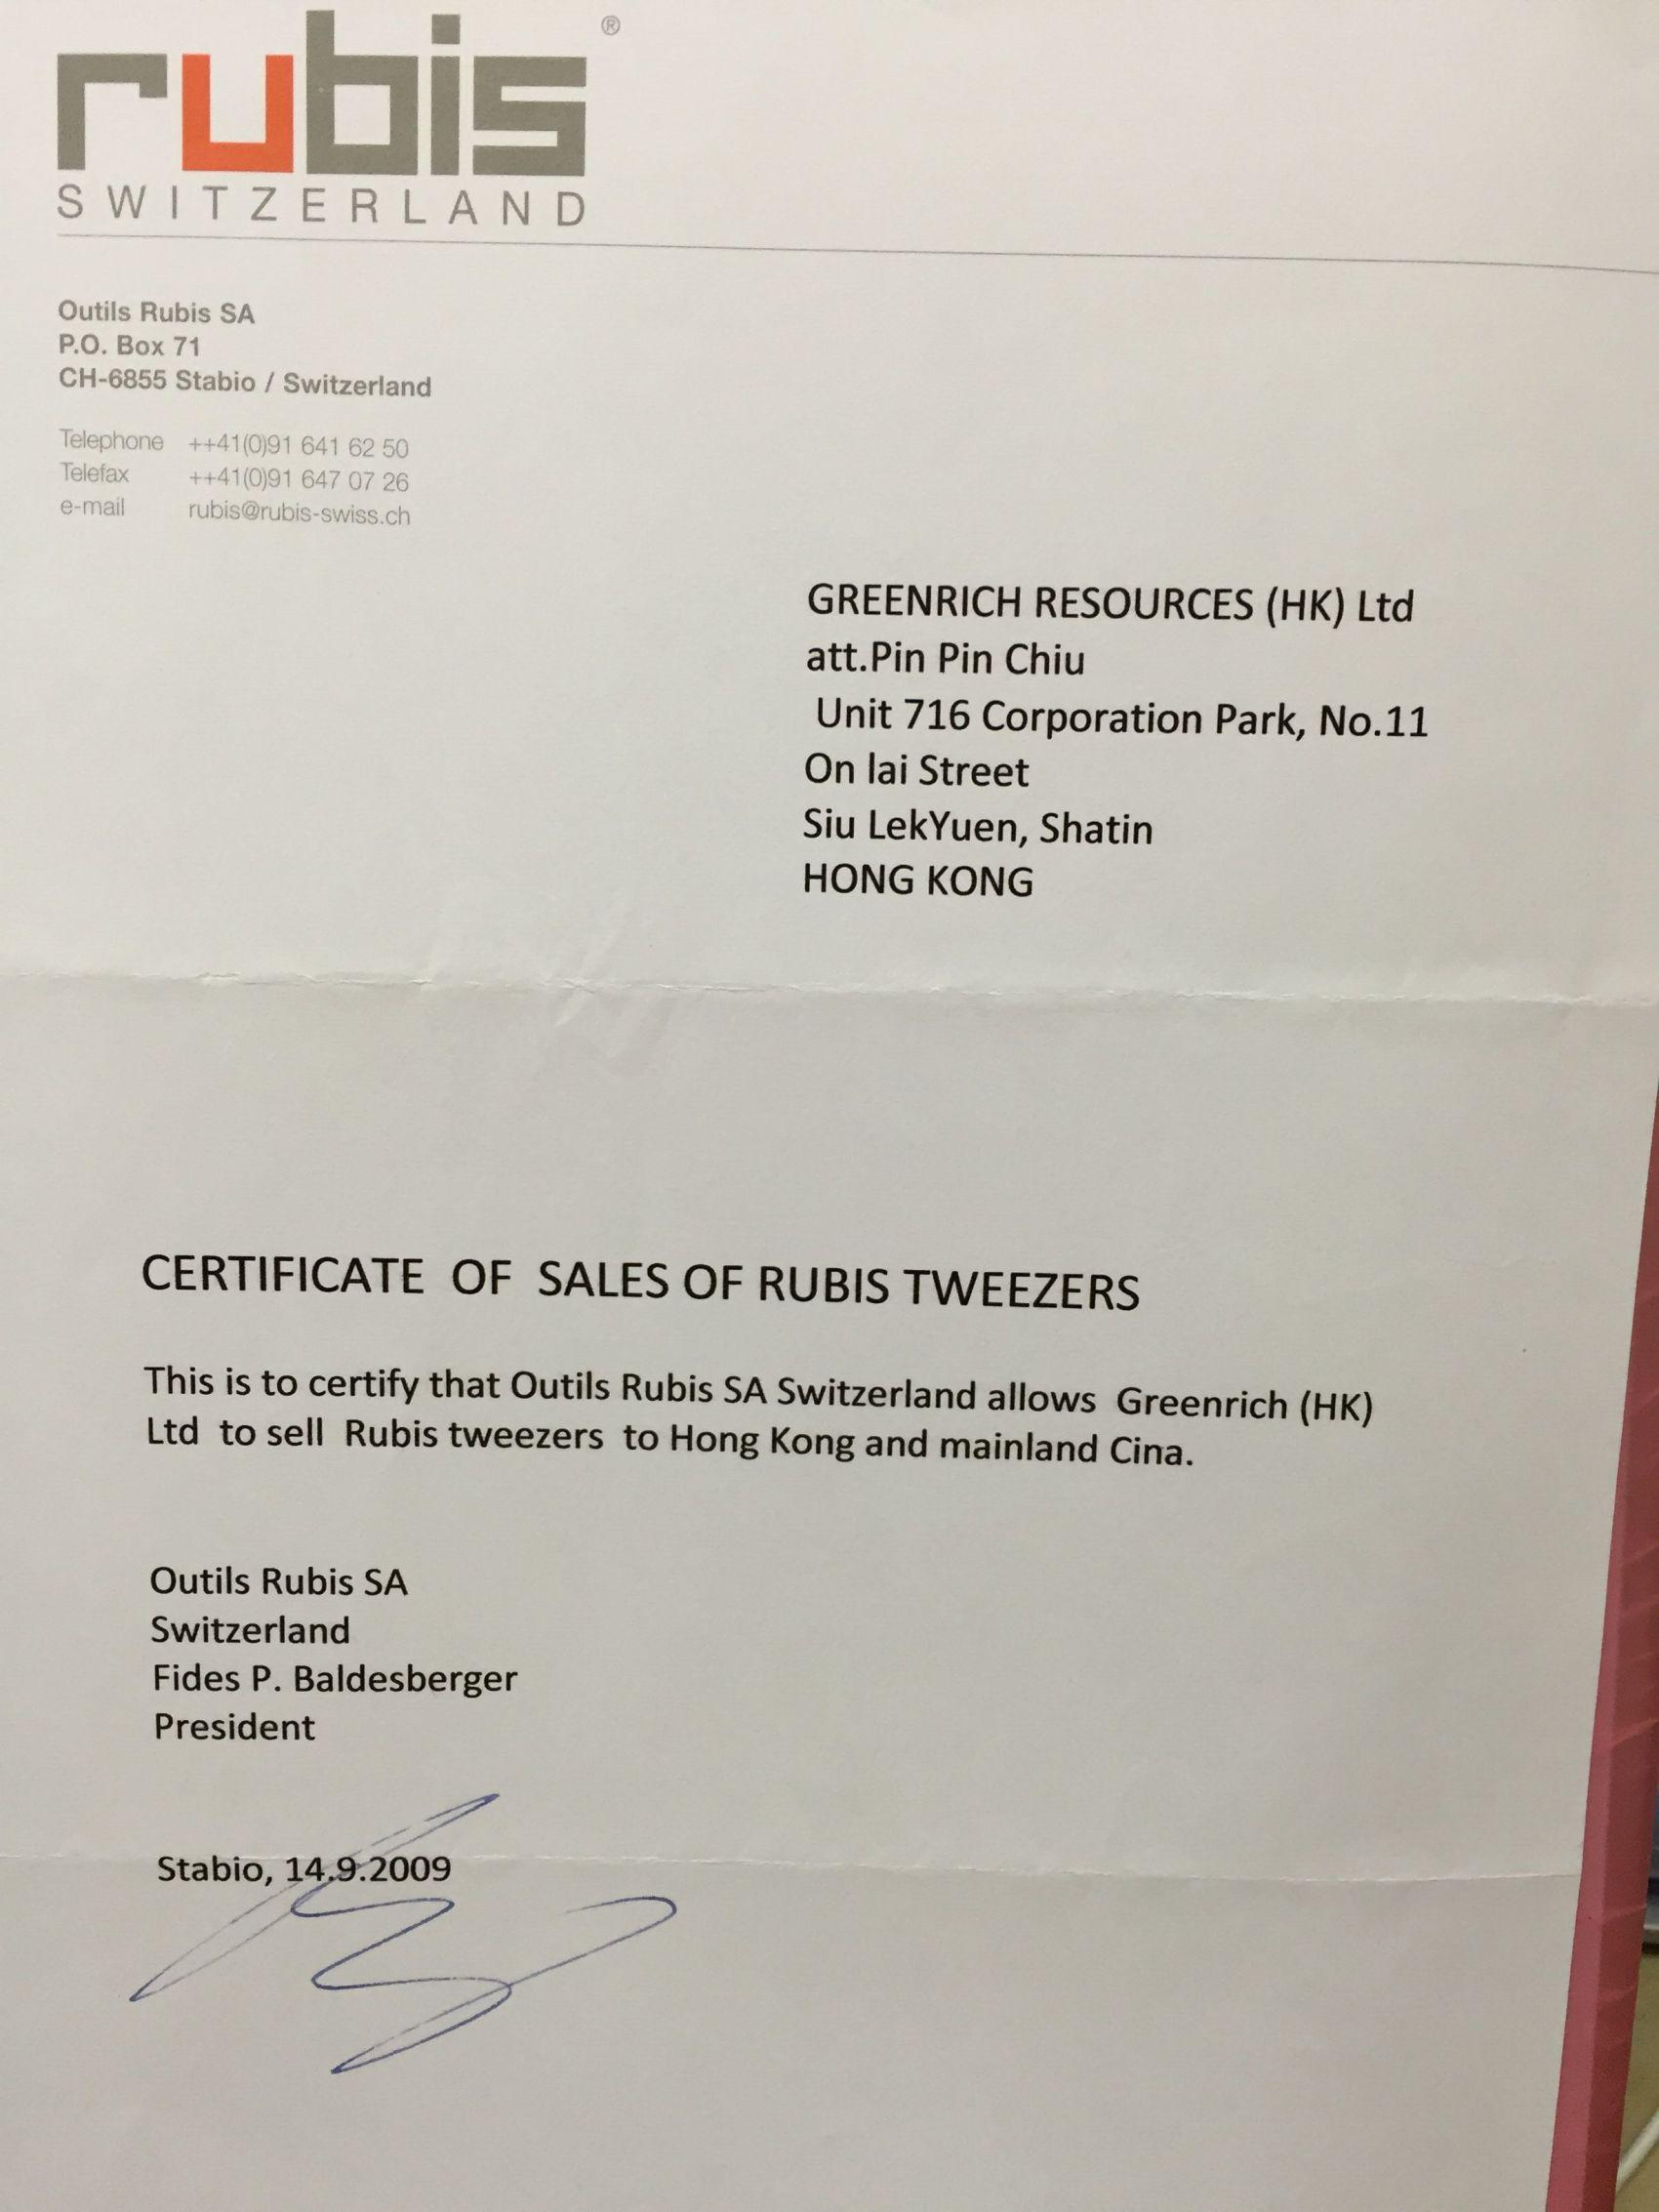 rubis®
SWITZERLAND
Outils Rubis SA
P.O. Box 71
CH-6855 Stabio / Switzerland
Telephone ++41(0)91 641 62 50
Telefax ++41(0)91 647 07 26
e-mail rubis@rubis-swiss.ch
GREENRICH RESOURCES (HK) Ltd
att.Pin Pin Chiu
Unit 716 Corporation Park, No.11
On lai Street
Siu LekYuen, Shatin
HONG KONG
CERTIFICATE OF SALES OF RUBIS TWEEZERS
This is to certify that Outils Rubis SA Switzerland allows Greenrich (HK)
Ltd to sell Rubis tweezers to Hong Kong and mainland Cina.
Outils Rubis SA
Switzerland
Fides P. Baldesberger
President
Stabio, 14.9.2009